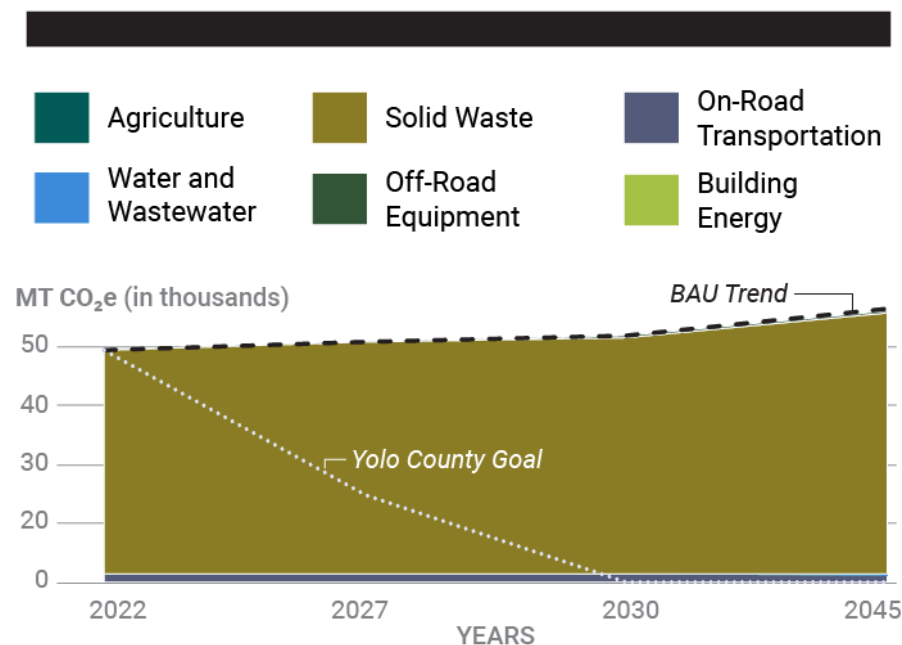 Agriculture
Solid Waste
On-Road
Transportation
Water and
Wastewater
Off-Road
Equipment
Building
Energy
MT CO₂e (in thousands)
BAU Trend
50
40
30
Yolo County Goal
20
0
2022 2027 2030 2045
YEARS